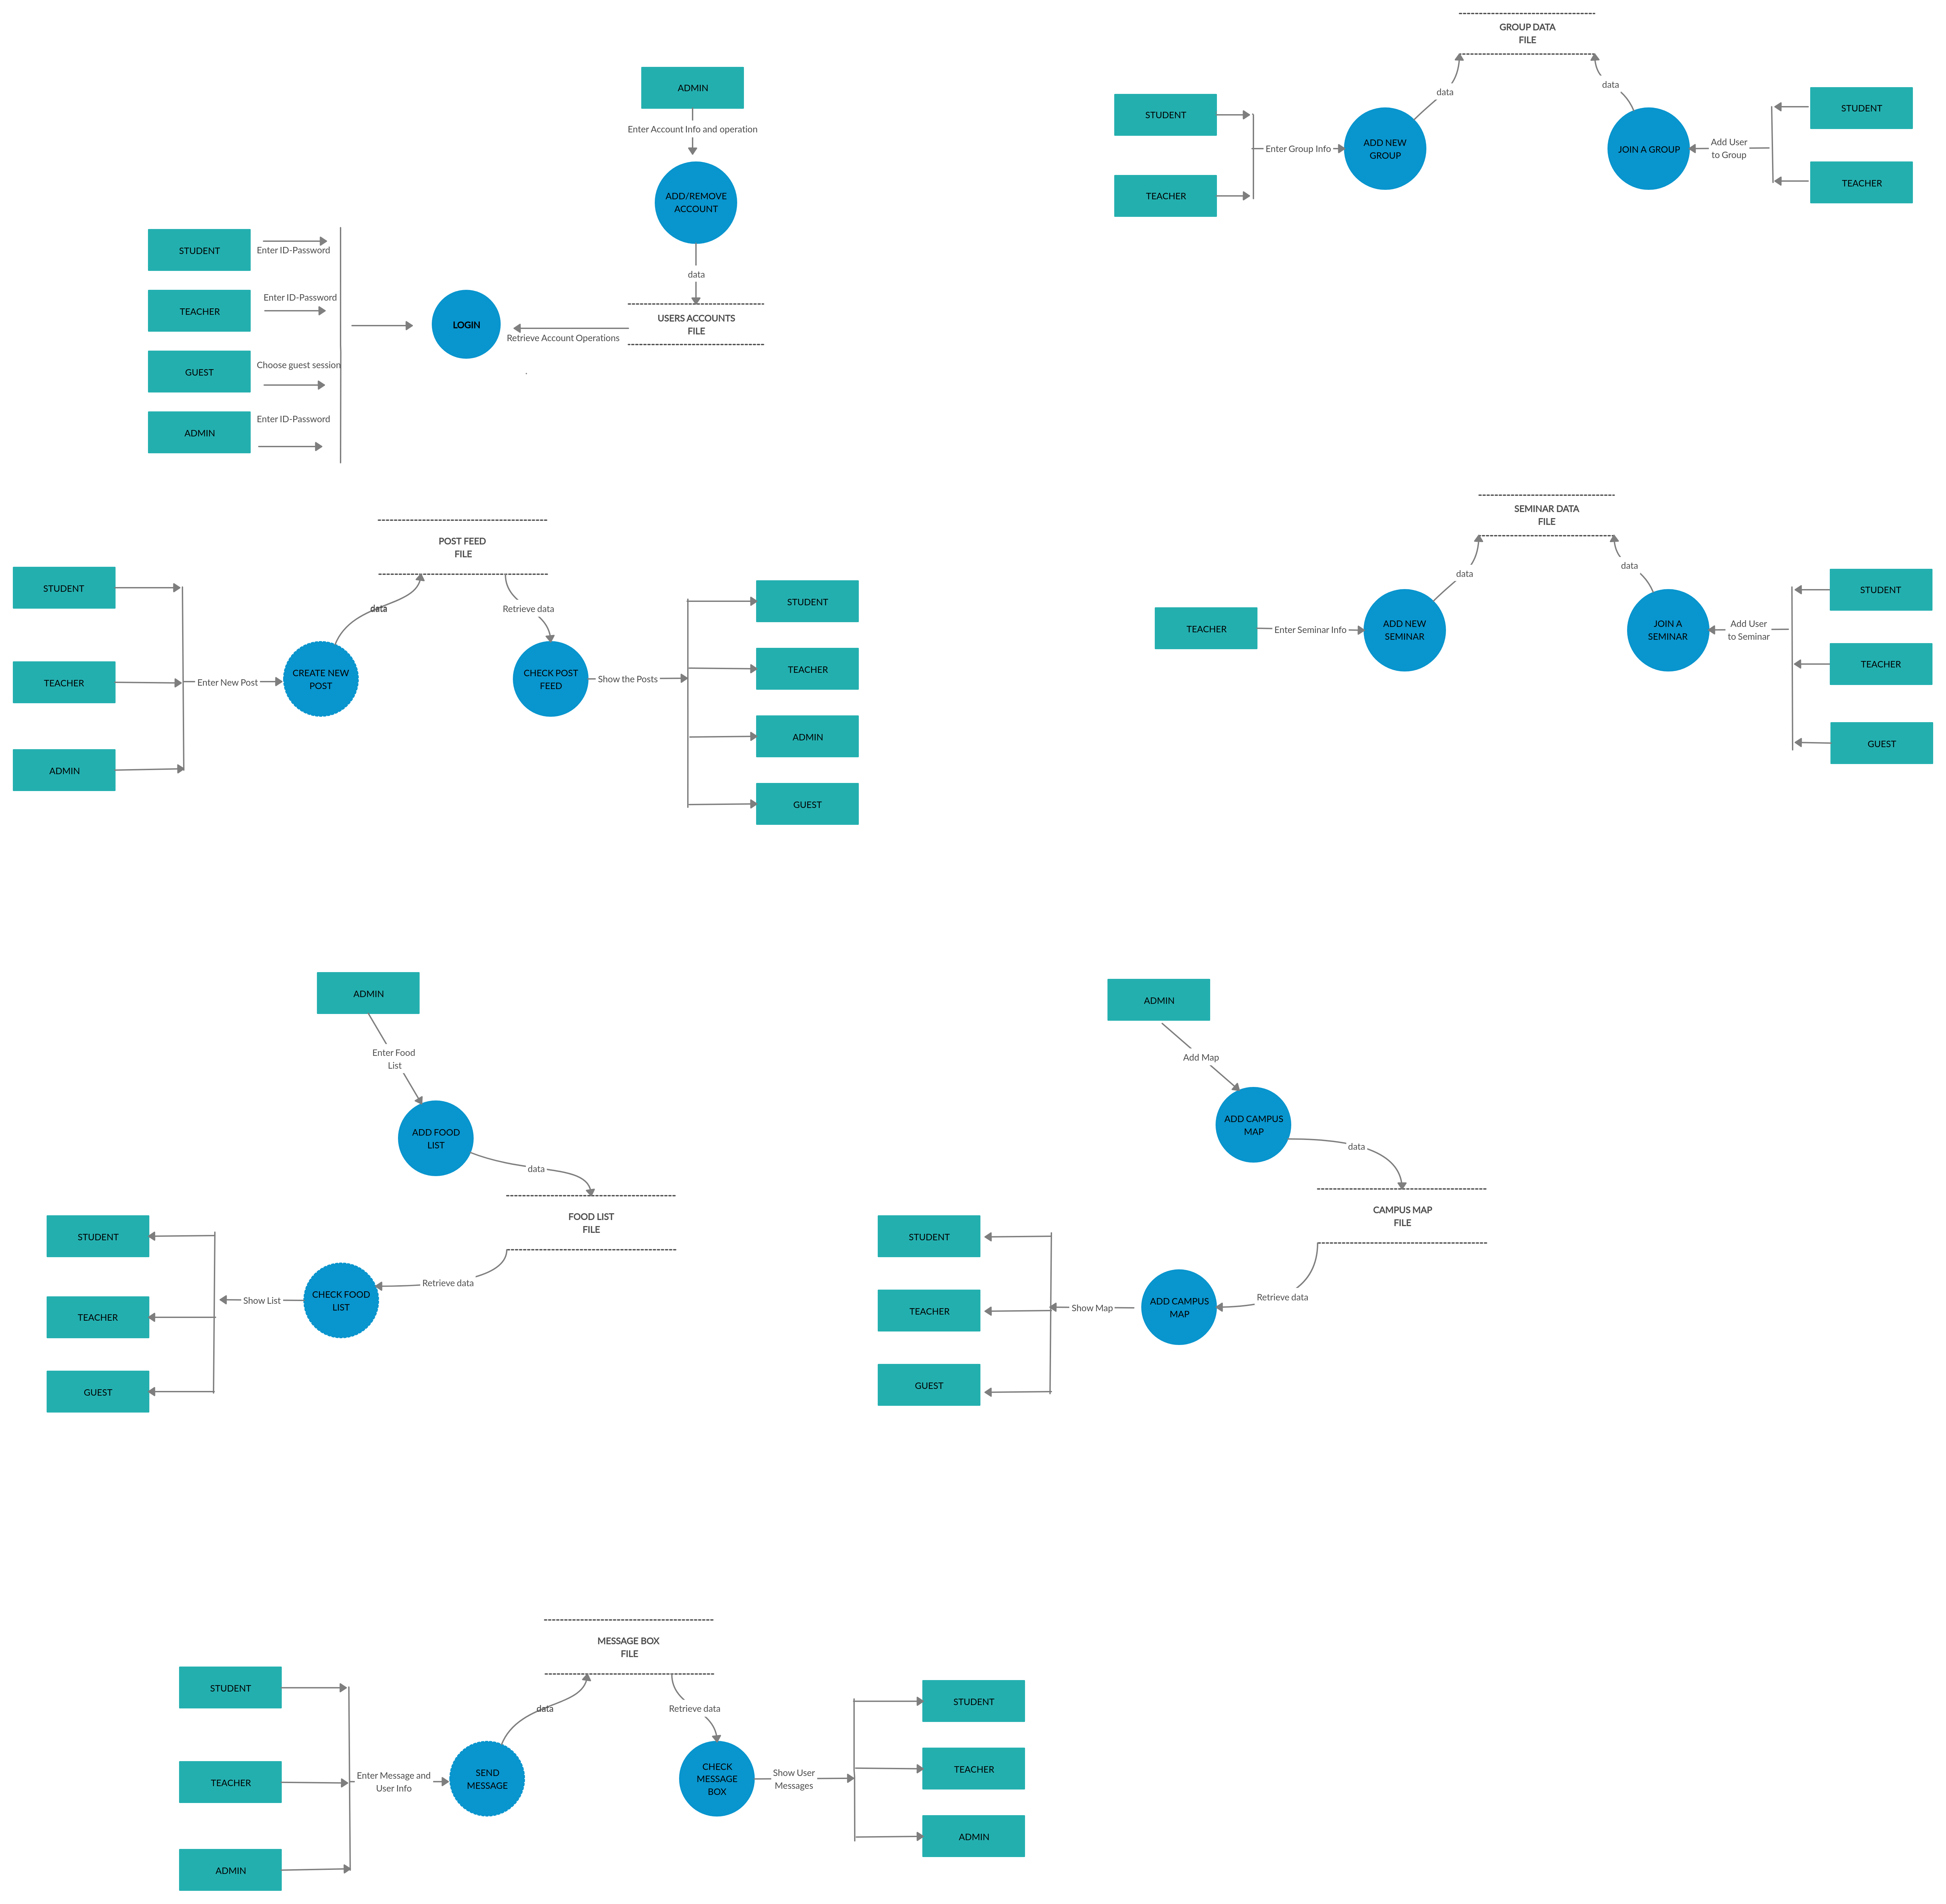 GROUP DATA
FILE
ADMIN
Enter Account Info and operation
ADD/REMOVE
ACCOUNT
data
USERS ACCOUNTS
FILE
STUDENT
Enter ID-Password
TEACHER
Enter ID-Password
GUEST
Choose guest session
ADMIN
Enter ID-Password
LOGIN
Retrieve Account Operations
.
STUDENT
TEACHER
Enter Group Info
ADD NEW
GROUP
data
data
JOIN A GROUP
Add User
to Group
STUDENT
TEACHER
POST FEED
FILE
STUDENT
TEACHER
ADMIN
Enter New Post
CREATE NEW
POST
data
Retrieve data
CHECK POST
FEED
Show the Posts
STUDENT
TEACHER
ADMIN
GUEST
SEMINAR DATA
FILE
TEACHER
Enter Seminar Info
ADD NEW
SEMINAR
data
data
JOIN A
SEMINAR
Add User
to Seminar
STUDENT
TEACHER
GUEST
ADMIN
Enter Food
List
ADD FOOD
LIST
data
FOOD LIST
FILE
Retrieve data
CHECK FOOD
LIST
Show List
STUDENT
TEACHER
GUEST
ADMIN
Add Map
ADD CAMPUS
MAP
data
CAMPUS MAP
FILE
Retrieve data
ADD CAMPUS
MAP
Show Map
STUDENT
TEACHER
GUEST
MESSAGE BOX
FILE
STUDENT
TEACHER
ADMIN
Enter Message and
User Info
SEND
MESSAGE
data
Retrieve data
CHECK
MESSAGE
BOX
Show User
Messages
STUDENT
TEACHER
ADMIN